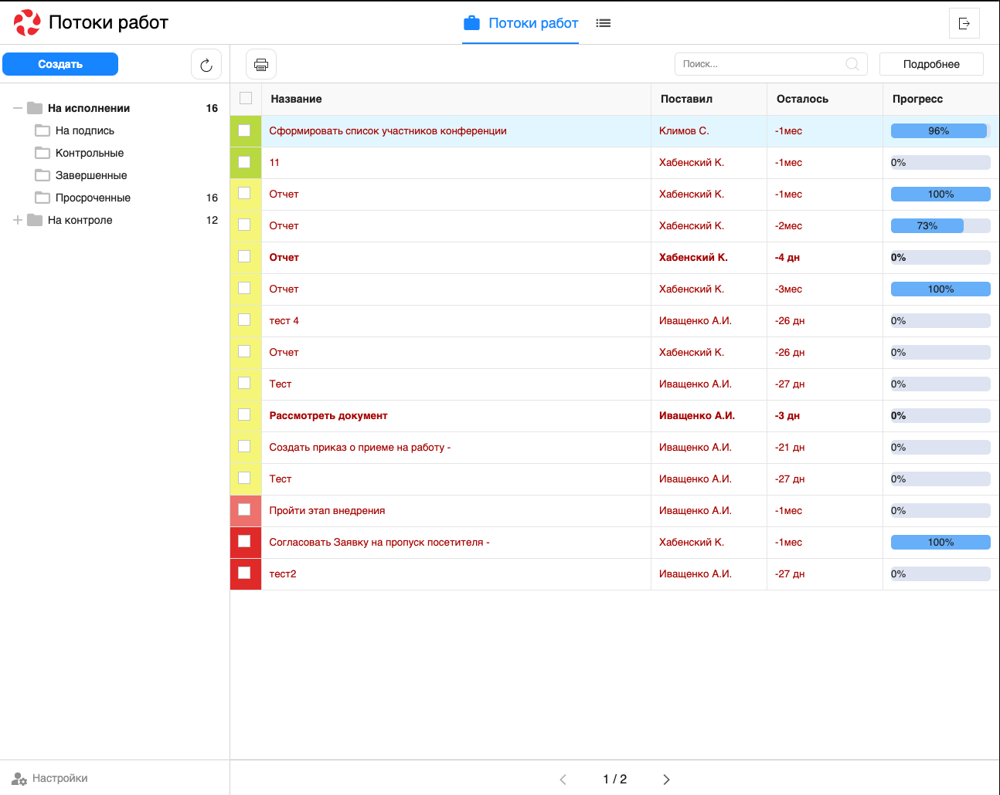 Потоки работ
Потоки работ
Создать
Поиск...
Подробнее
На исполнении 16
На подпись
Контрольные
Завершенные
Просроченные 16
На контроле 12
Название Поставил Осталось Прогресс
Сформировать список участников конференции Климов С. -1мес 96%
11 Хабенский К. -1мес 0%
Отчет Хабенский К. -1мес 100%
Отчет Хабенский К. -2мес 73%
Отчет Хабенский К. -4 дн 0%
Отчет Хабенский К. -3мес 100%
тест 4 Иващенко А.И. -26 дн 0%
Отчет Хабенский К. -26 дн 0%
Тест Иващенко А.И. -27 дн 0%
Рассмотреть документ Иващенко А.И. -3 дн 0%
Создать приказ о приеме на работу - Иващенко А.И. -21 дн 0%
Тест Иващенко А.И. -27 дн 0%
Пройти этап внедрения Иващенко А.И. -1мес 0%
Согласовать Заявку на пропуск посетителя - Хабенский К. -1мес 100%
тест2 Иващенко А.И. -27 дн 0%
Настройки
1 / 2